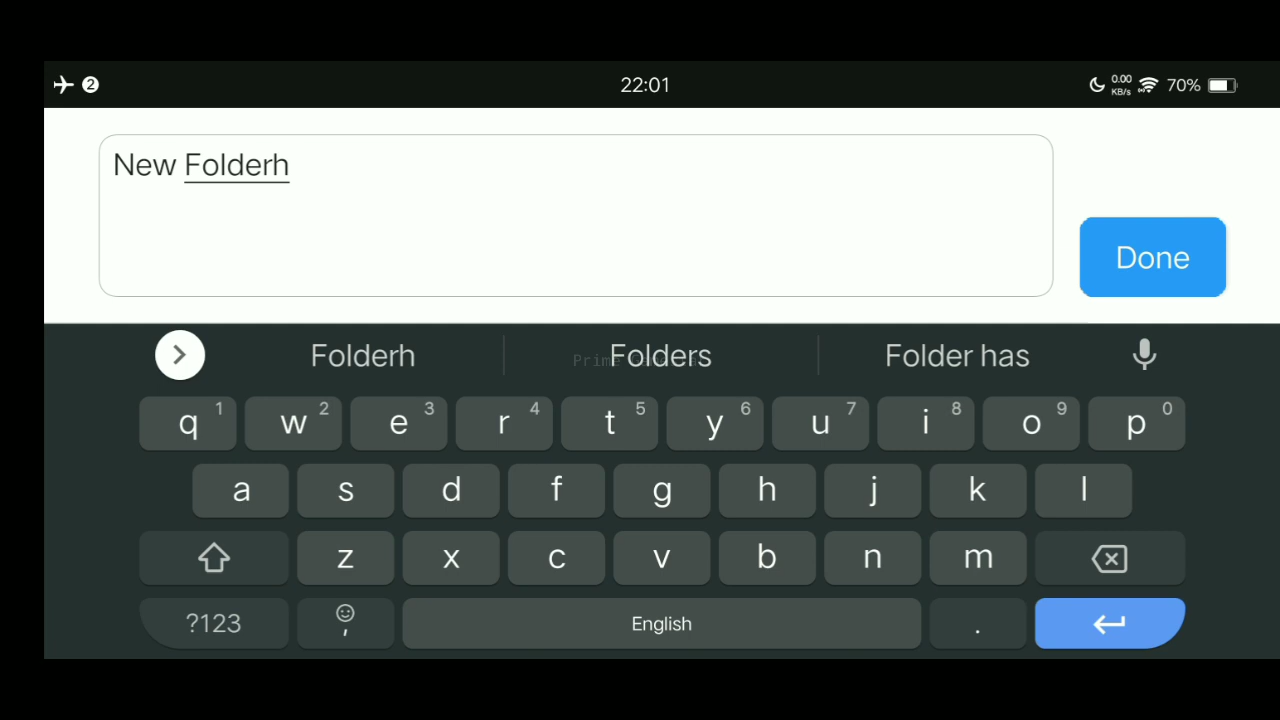 2 22:01 0.00 KB/s 70%
New Folderh
Done
Folderh Folders Folder has
q 1 w 2 e 3 r 4 t 5 y 6 u 7 i 8 o 9 p 0
a s d f g h j k l
z x c v b n m
?123 , English .